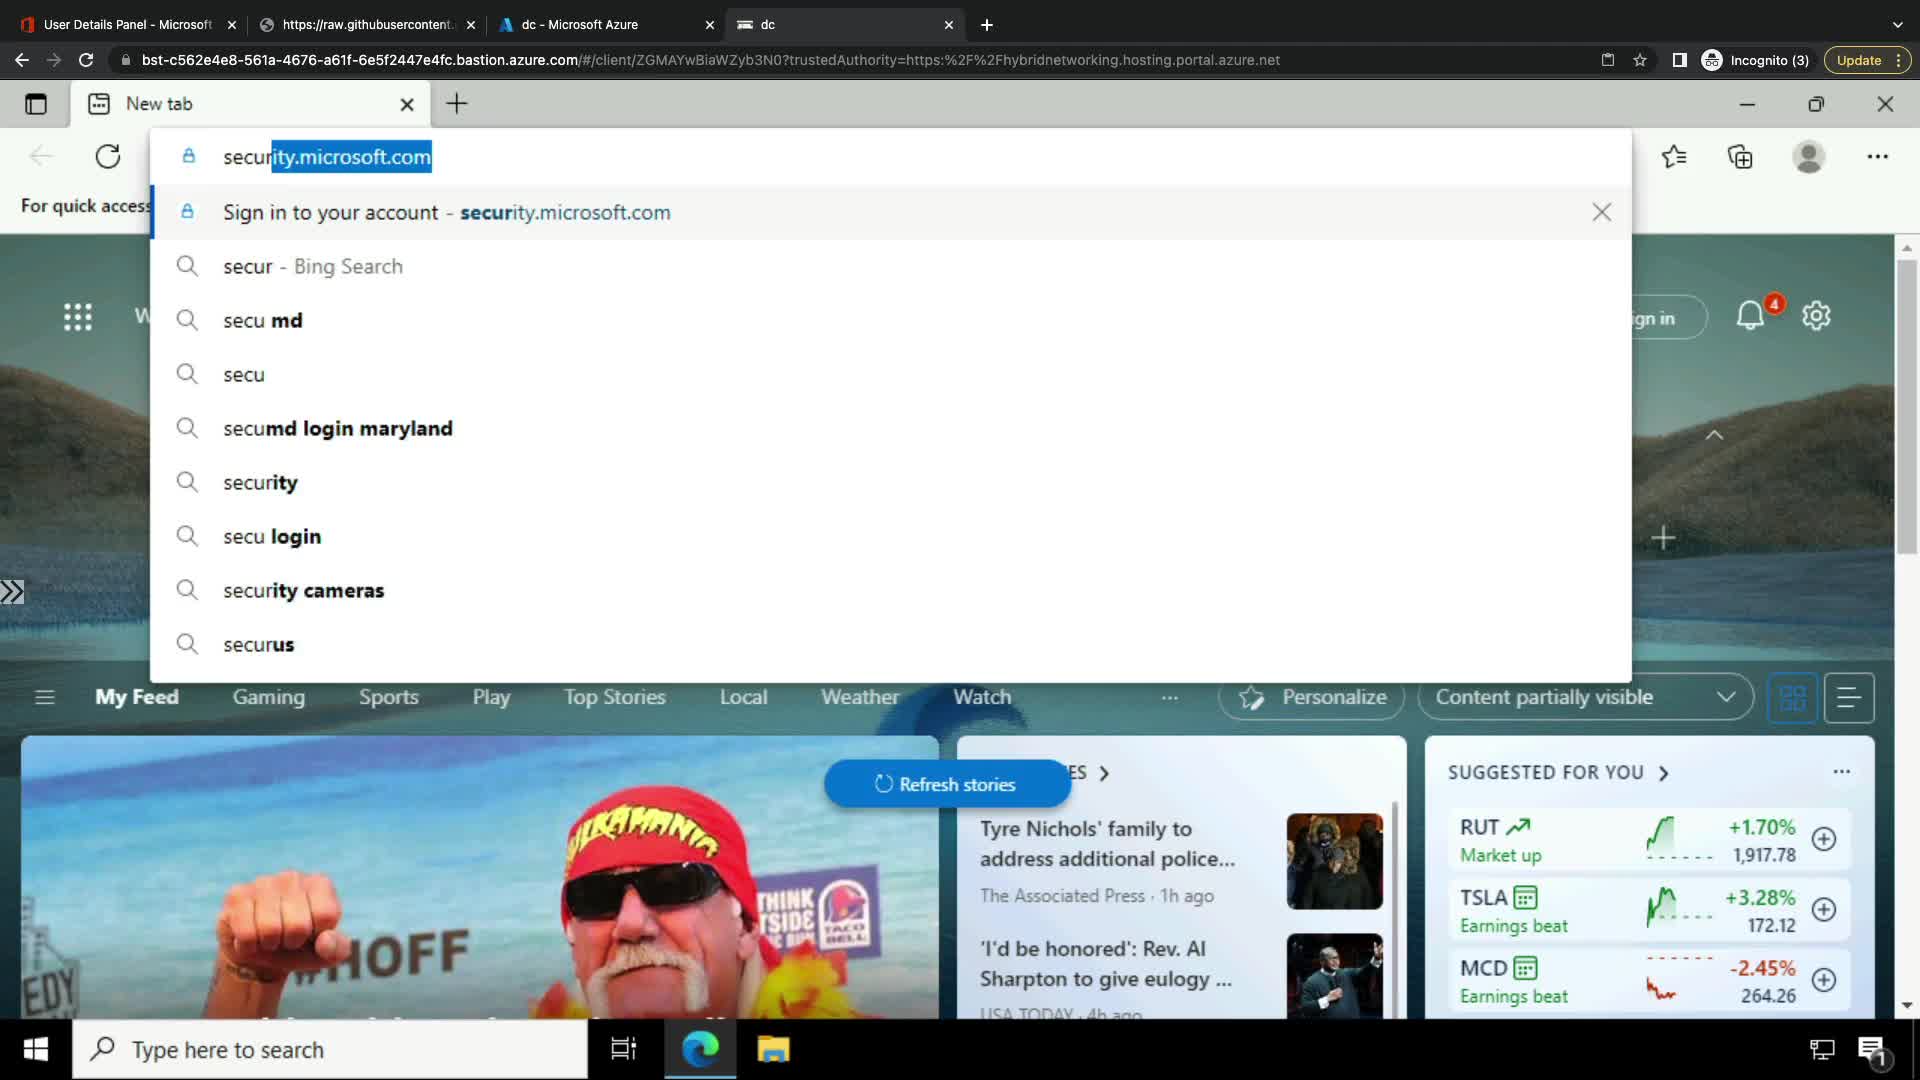 User Details Panel - Microsoft
https://raw.githubusercontent.
dc - Microsoft Azure
dc
bst-c562e4e8-561a-4676-a61f-6e5f2447e4fc.bastion.azure.com/#/client/ZGMAYwBiaWZyb3N0?trustedAuthority=https:%2F%2Fhybridnetworking.hosting.portal.azure.net
Incognito (3)
Update
New tab
security.microsoft.com
For quick access
Sign in to your account - security.microsoft.com
secur - Bing Search
secu md
secu
secumd login maryland
security
secu login
security cameras
securus
W
ign in
4
My Feed
Gaming
Sports
Play
Top Stories
Local
Weather
Watch
Personalize
Content partially visible
Refresh stories
ES
Tyre Nichols' family to
address additional police...
The Associated Press · 1h ago
'I'd be honored': Rev. Al
Sharpton to give eulogy ...
USA TODAY · 4h ago
SUGGESTED FOR YOU
RUT
Market up
+1.70%
1,917.78
TSLA
Earnings beat
+3.28%
172.12
MCD
Earnings beat
-2.45%
264.26
#HOFF
THINK
TACO
BELL
EDY
Type here to search
1